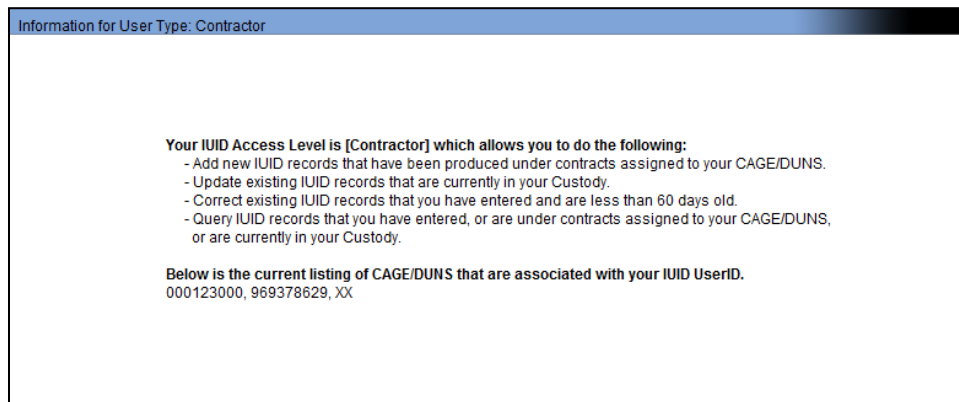 Information for User Type: Contractor
Your IUID Access Level is [Contractor] which allows you to do the following:
- Add new IUID records that have been produced under contracts assigned to your CAGE/DUNS.
- Update existing IUID records that are currently in your Custody.
- Correct existing IUID records that you have entered and are less than 60 days old.
- Query IUID records that you have entered, or are under contracts assigned to your CAGE/DUNS,
or are currently in your Custody.
Below is the current listing of CAGE/DUNS that are associated with your IUID UserID.
000123000, 969378629, XX